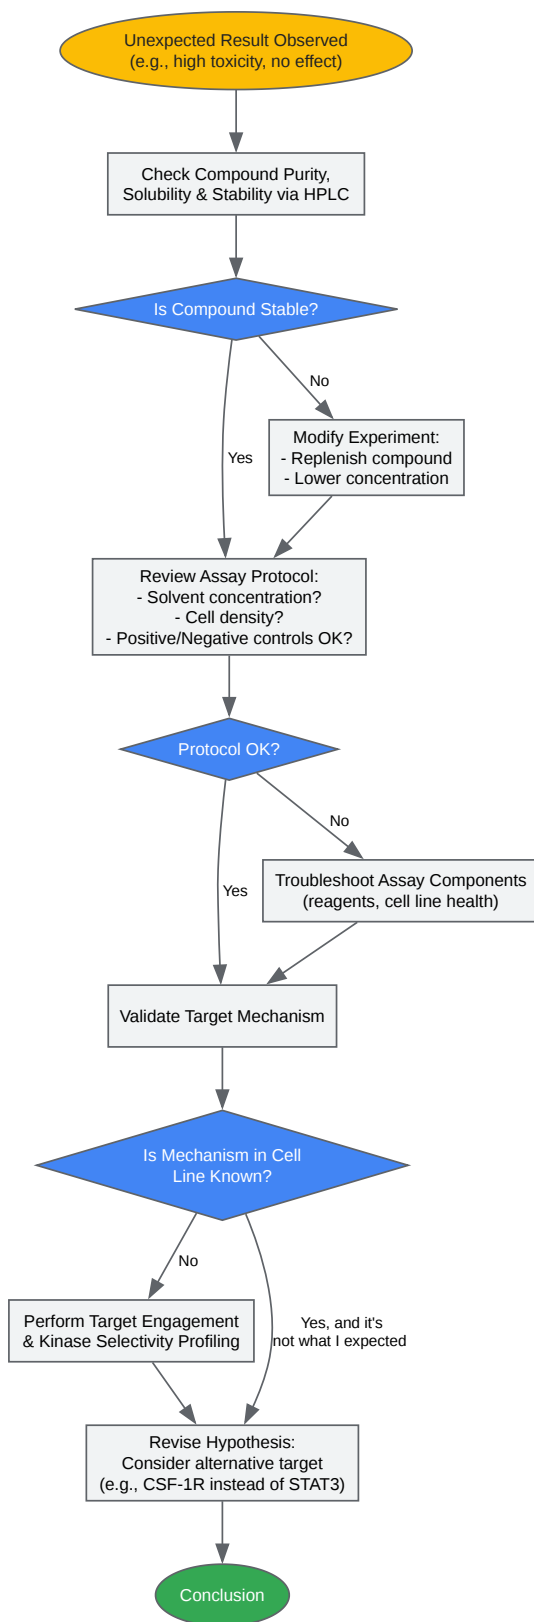 Unexpected Result Observed
(e.g., high toxicity, no effect)
Check Compound Purity,
Solubility & Stability via HPLC
Is Compound Stable?
No
Modify Experiment:
- Replenish compound
- Lower concentration
Yes
Review Assay Protocol:
- Solvent concentration?
- Cell density?
- Positive/Negative controls OK?
Protocol OK?
No
Troubleshoot Assay Components
(reagents, cell line health)
Yes
Validate Target Mechanism
Is Mechanism in Cell
Line Known?
No
Yes, and it's
not what I expected
Perform Target Engagement
& Kinase Selectivity Profiling
Revise Hypothesis:
Consider alternative target
(e.g., CSF-1R instead of STAT3)
Conclusion